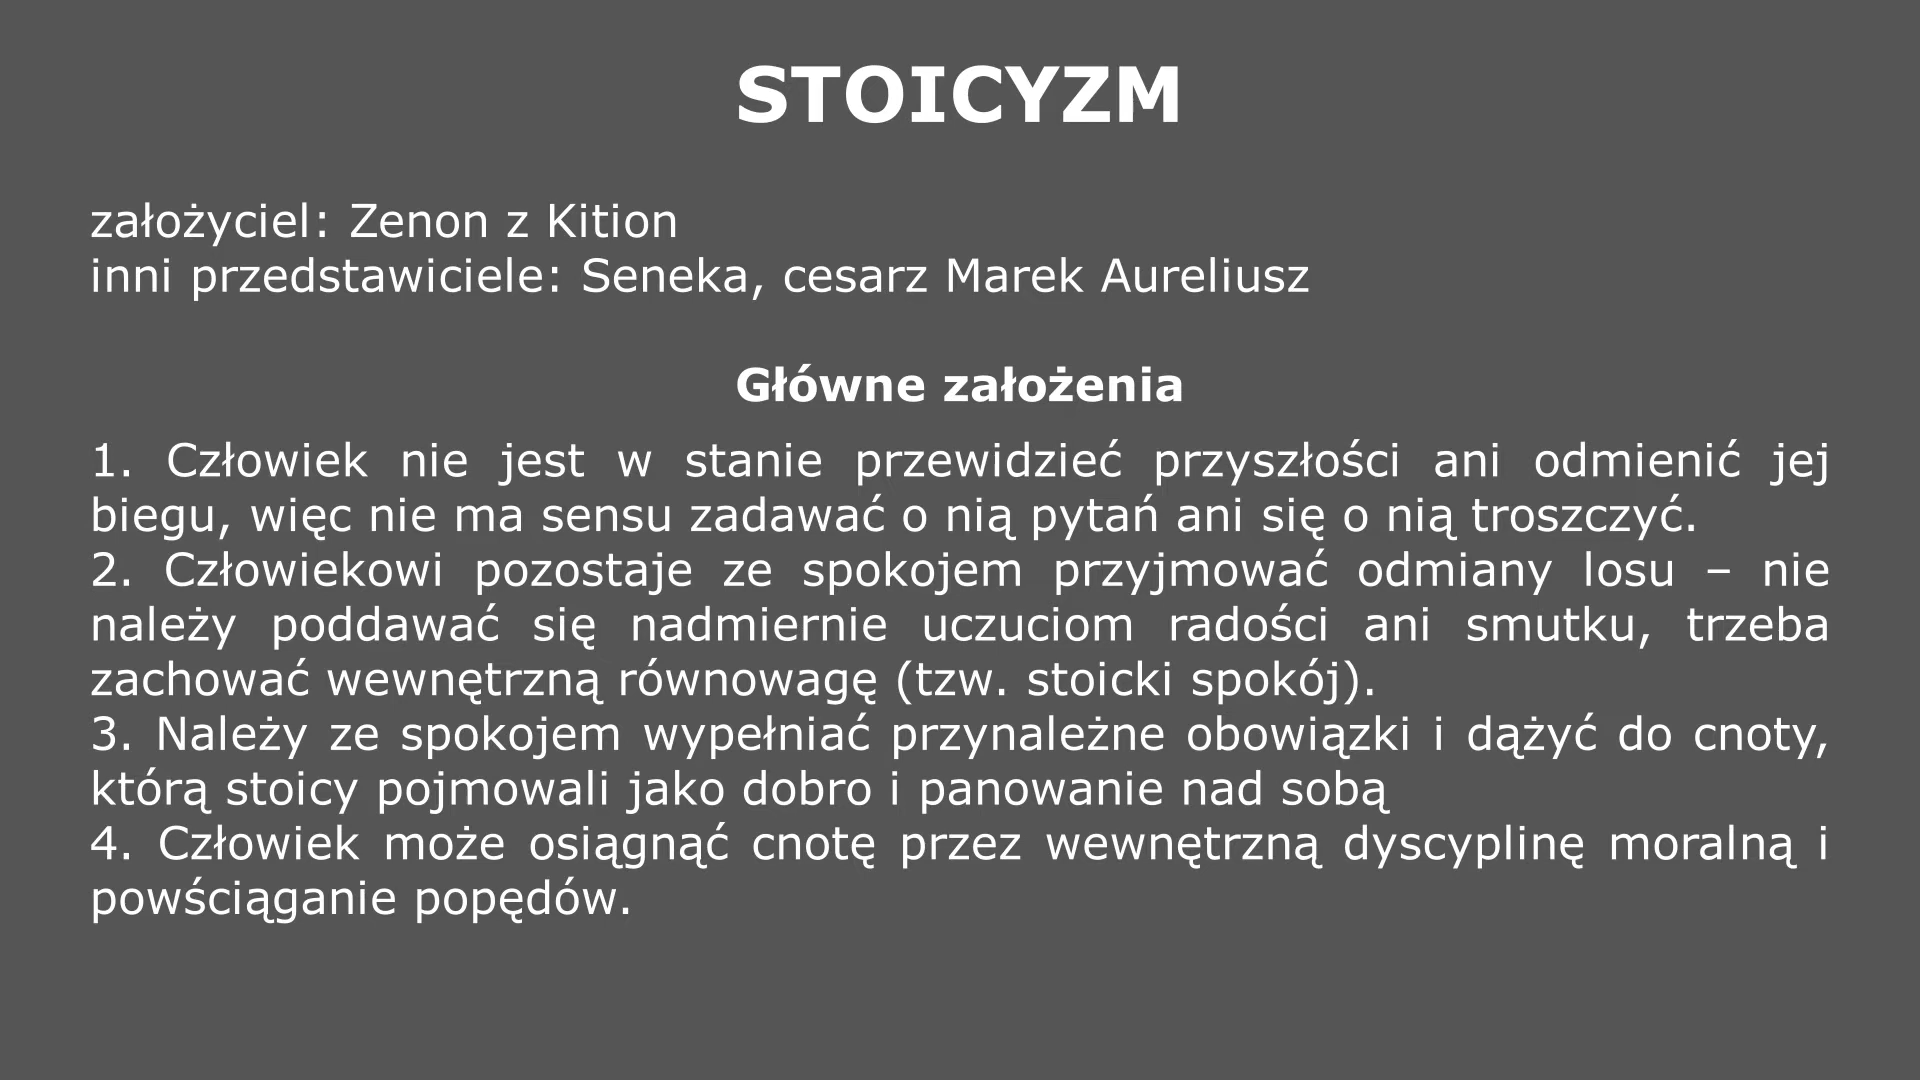 STOICYZM
założyciel: Zenon z Kition
inni przedstawiciele: Seneka, cesarz Marek Aureliusz
Główne założenia
1. Człowiek nie jest w stanie przewidzieć przyszłości ani odmienić jej
biegu, więc nie ma sensu zadawać o nią pytań ani się o nią troszczyć.
2. Człowiekowi pozostaje ze spokojem przyjmować odmiany losu – nie
należy poddawać się nadmiernie uczuciom radości ani smutku, trzeba
zachować wewnętrzną równowagę (tzw. stoicki spokój).
3. Należy ze spokojem wypełniać przynależne obowiązki i dążyć do cnoty,
którą stoicy pojmowali jako dobro i panowanie nad sobą
4. Człowiek może osiągnąć cnotę przez wewnętrzną dyscyplinę moralną i
powściąganie popędów.